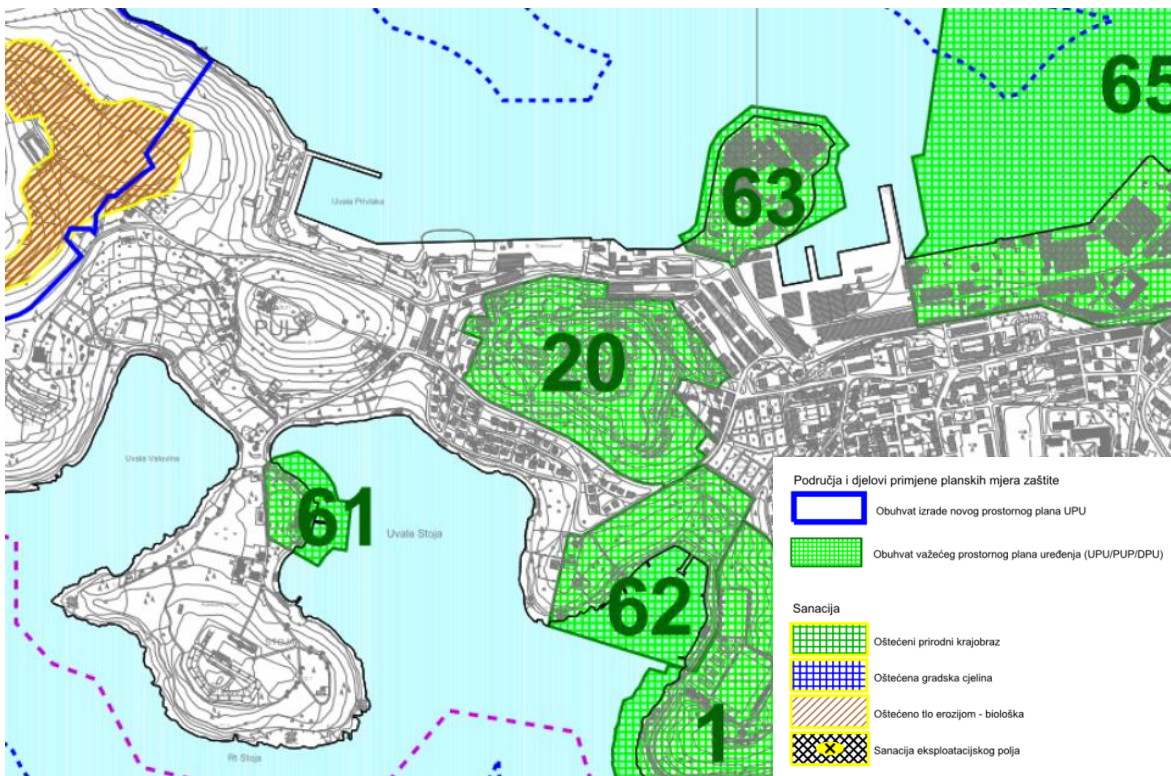 65
Uvala Privlaka
63
PULA
20
Uvala Valovine
61
Uvala Stoja
62
STOJA
1
Rt Stoja
Područja i djelovi primjene planskih mjera zaštite
Obuhvat izrade novog prostornog plana UPU
Obuhvat važećeg prostornog plana uređenja (UPU/PUP/DPU)
Sanacija
Oštećeni prirodni krajobraz
Oštećena gradska cjelina
Oštećeno tlo erozijom - biološka
Sanacija eksploatacijskog polja